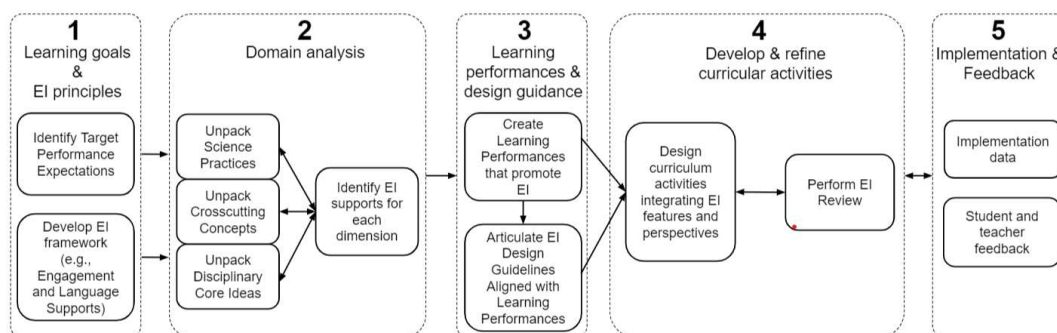 1
Learning goals
&
EI principles
Identify Target
Performance
Expectations
Develop EI
framework
(e.g.,
Engagement
and Language
Supports)
2
Domain analysis
Unpack
Science
Practices
Unpack
Crosscutting
Concepts
Unpack
Disciplinary
Core Ideas
Identify EI
supports for
each
dimension
3
Learning
performances &
design guidance
Create
Learning
Performances
that promote
EI
Articulate EI
Design
Guidelines
Aligned with
Learning
Performances
4
Develop & refine
curricular activities
Design
curriculum
activities
integrating EI
features and
perspectives
Perform EI
Review
5
Implementation &
Feedback
Implementation
data
Student and
teacher
feedback